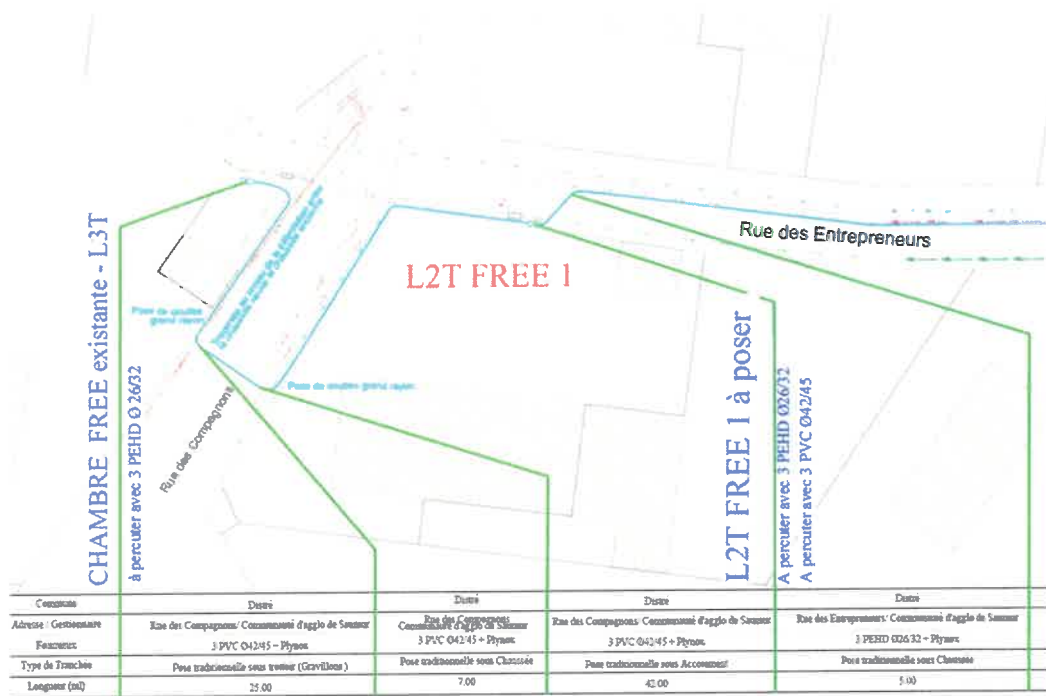 CHAMBRE FREE existante - L3T
à percuter avec 3 PEHD Ø 26/32
Pose de coudes
grand rayon
Rue des Compagnons
Pose de coudes grand rayon
L2T FREE 1
Rue des Entrepreneurs
L2T FREE 1 à poser
A percuter avec 3 PEHD Ø26/32
A percuter avec 3 PVC Ø42/45
Commune Distré Distré Distré Distré
Adresse / Gestionnaire Rue des Compagnons/ Communauté d'agglo de Saumur Rue des Compagnons Communauté d'agglo de Saumur Rue des Compagnons/ Communauté d'agglo de Saumur Rue des Entrepreneurs/ Communauté d'agglo de Saumur
Fourreaux 3 PVC Ø42/45 + Plynox 3 PVC Ø42/45 + Plynox 3 PVC Ø42/45 + Plynox 3 PEHD Ø26/32 + Plynox
Type de Tranchée Pose traditionnelle sous trottoir (Gravillons) Pose traditionnelle sous Chaussée Pose traditionnelle sous Accotement Pose traditionnelle sous Chaussée
Longueur (ml) 25.00 7.00 42.00 5.00